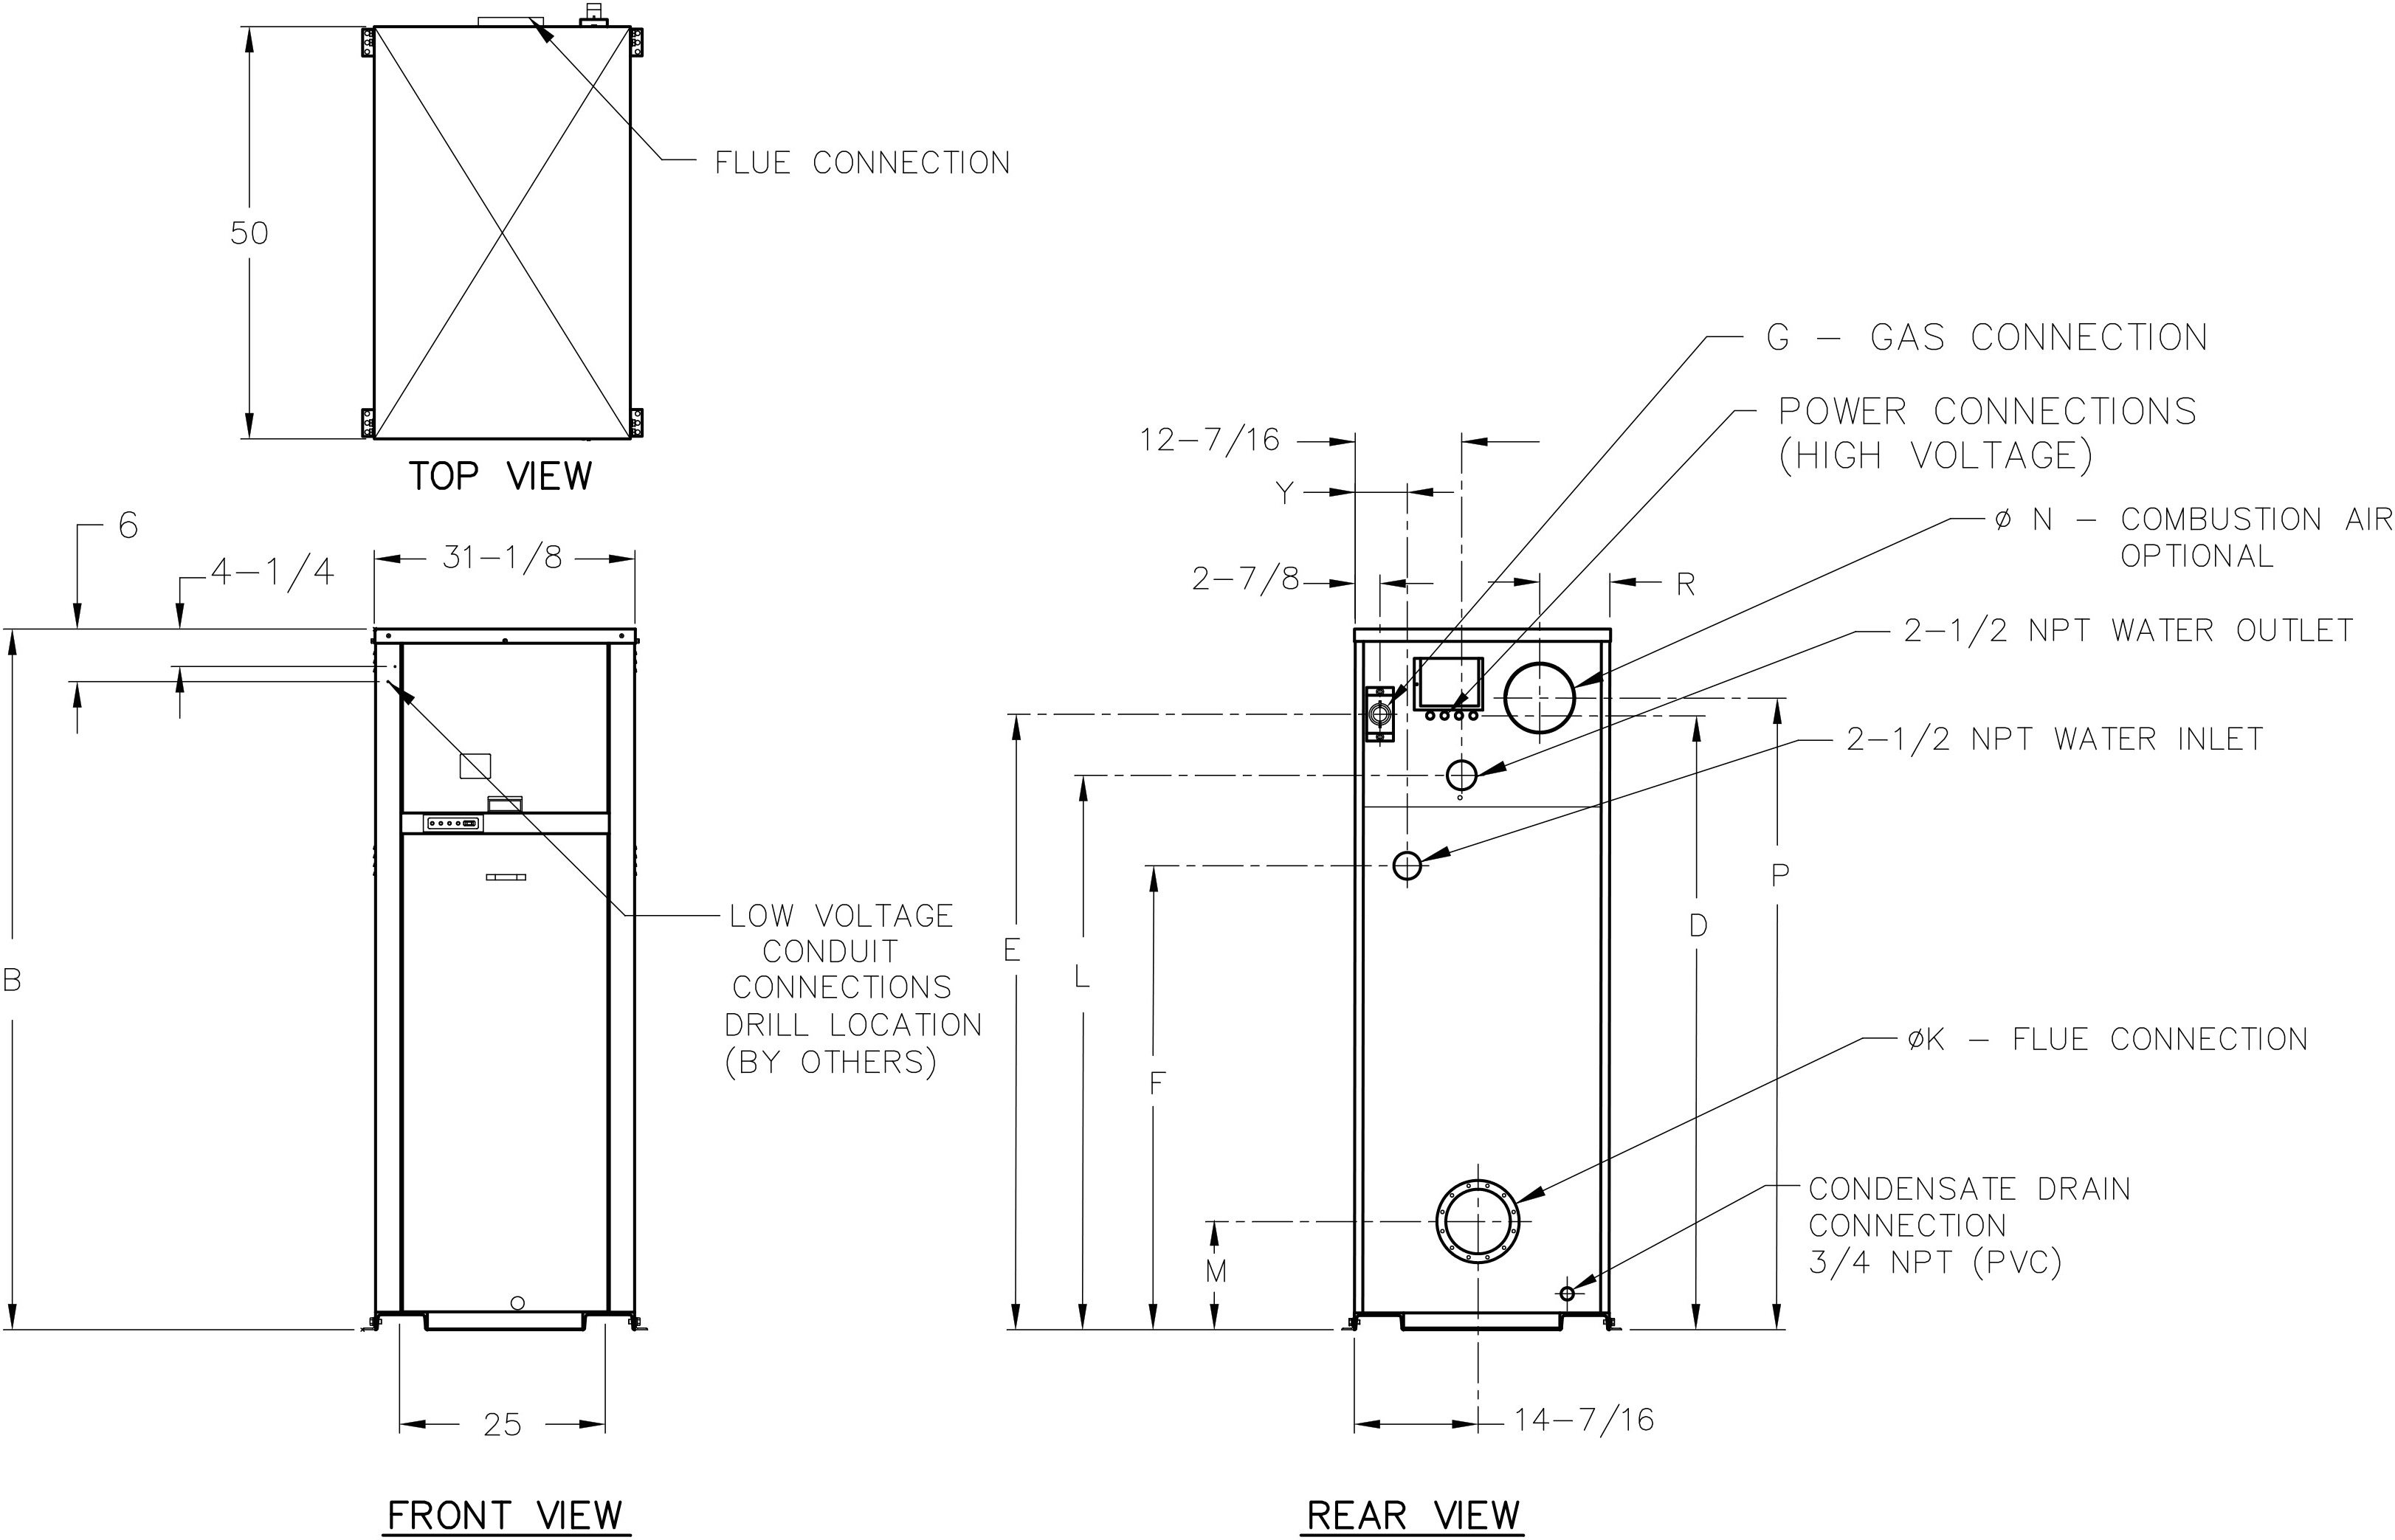 FLUE CONNECTION
50
TOP VIEW
6
4-1/4
31-1/8
B
LOW VOLTAGE
CONDUIT
CONNECTIONS
DRILL LOCATION
(BY OTHERS)
25
FRONT VIEW
G - GAS CONNECTION
POWER CONNECTIONS
(HIGH VOLTAGE)
12-7/16
Y
ø N - COMBUSTION AIR
OPTIONAL
2-7/8
R
2-1/2 NPT WATER OUTLET
2-1/2 NPT WATER INLET
P
D
E
L
F
øK - FLUE CONNECTION
CONDENSATE DRAIN
CONNECTION
3/4 NPT (PVC)
M
14-7/16
REAR VIEW